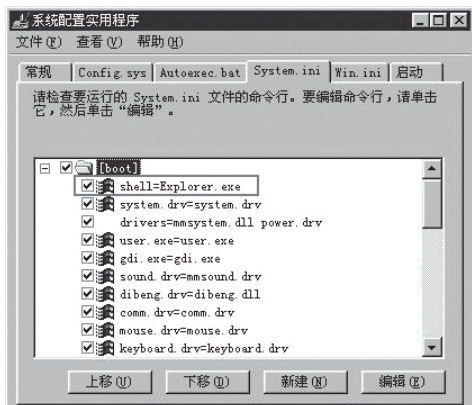 系统配置实用程序
文件(F) 查看(V) 帮助(H)
常规 Config.sys Autoexec.bat System.ini Win.ini 启动
请检查要运行的 System.ini 文件的命令行。要编辑命令行，请单击
它，然后单击“编辑”。
[boot]
shell=Explorer.exe
system.drv=system.drv
drivers=mmsystem.dll power.drv
user.exe=user.exe
gdi.exe=gdi.exe
sound.drv=mmsound.drv
dibeng.drv=dibeng.dll
comm.drv=comm.drv
mouse.drv=mouse.drv
keyboard.drv=keyboard.drv
上移(U) 下移(D) 新建(N) 编辑(E)